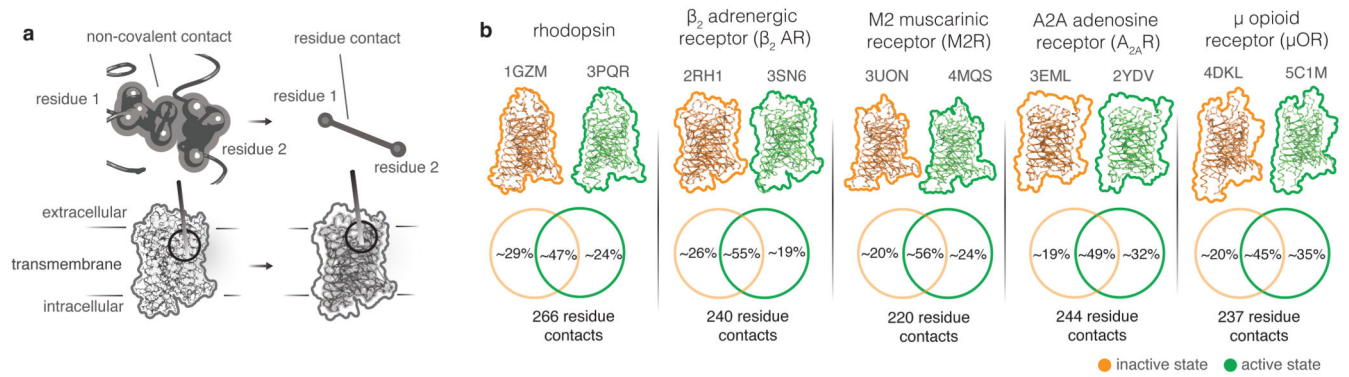 a
non-covalent contact
residue contact
residue 1
residue 1
residue 2
residue 2
extracellular
transmembrane
intracellular
b
rhodopsin
1GZM 3PQR
~29% ~47% ~24%
266 residue
contacts
β₂ adrenergic
receptor (β₂ AR)
2RH1 3SN6
~26% ~55% ~19%
240 residue
contacts
M2 muscarinic
receptor (M2R)
3UON 4MQS
~20% ~56% ~24%
220 residue
contacts
A2A adenosine
receptor (A₂ₐR)
3EML 2YDV
~19% ~49% ~32%
244 residue
contacts
μ opioid
receptor (μOR)
4DKL 5C1M
~20% ~45% ~35%
237 residue
contacts
inactive state active state